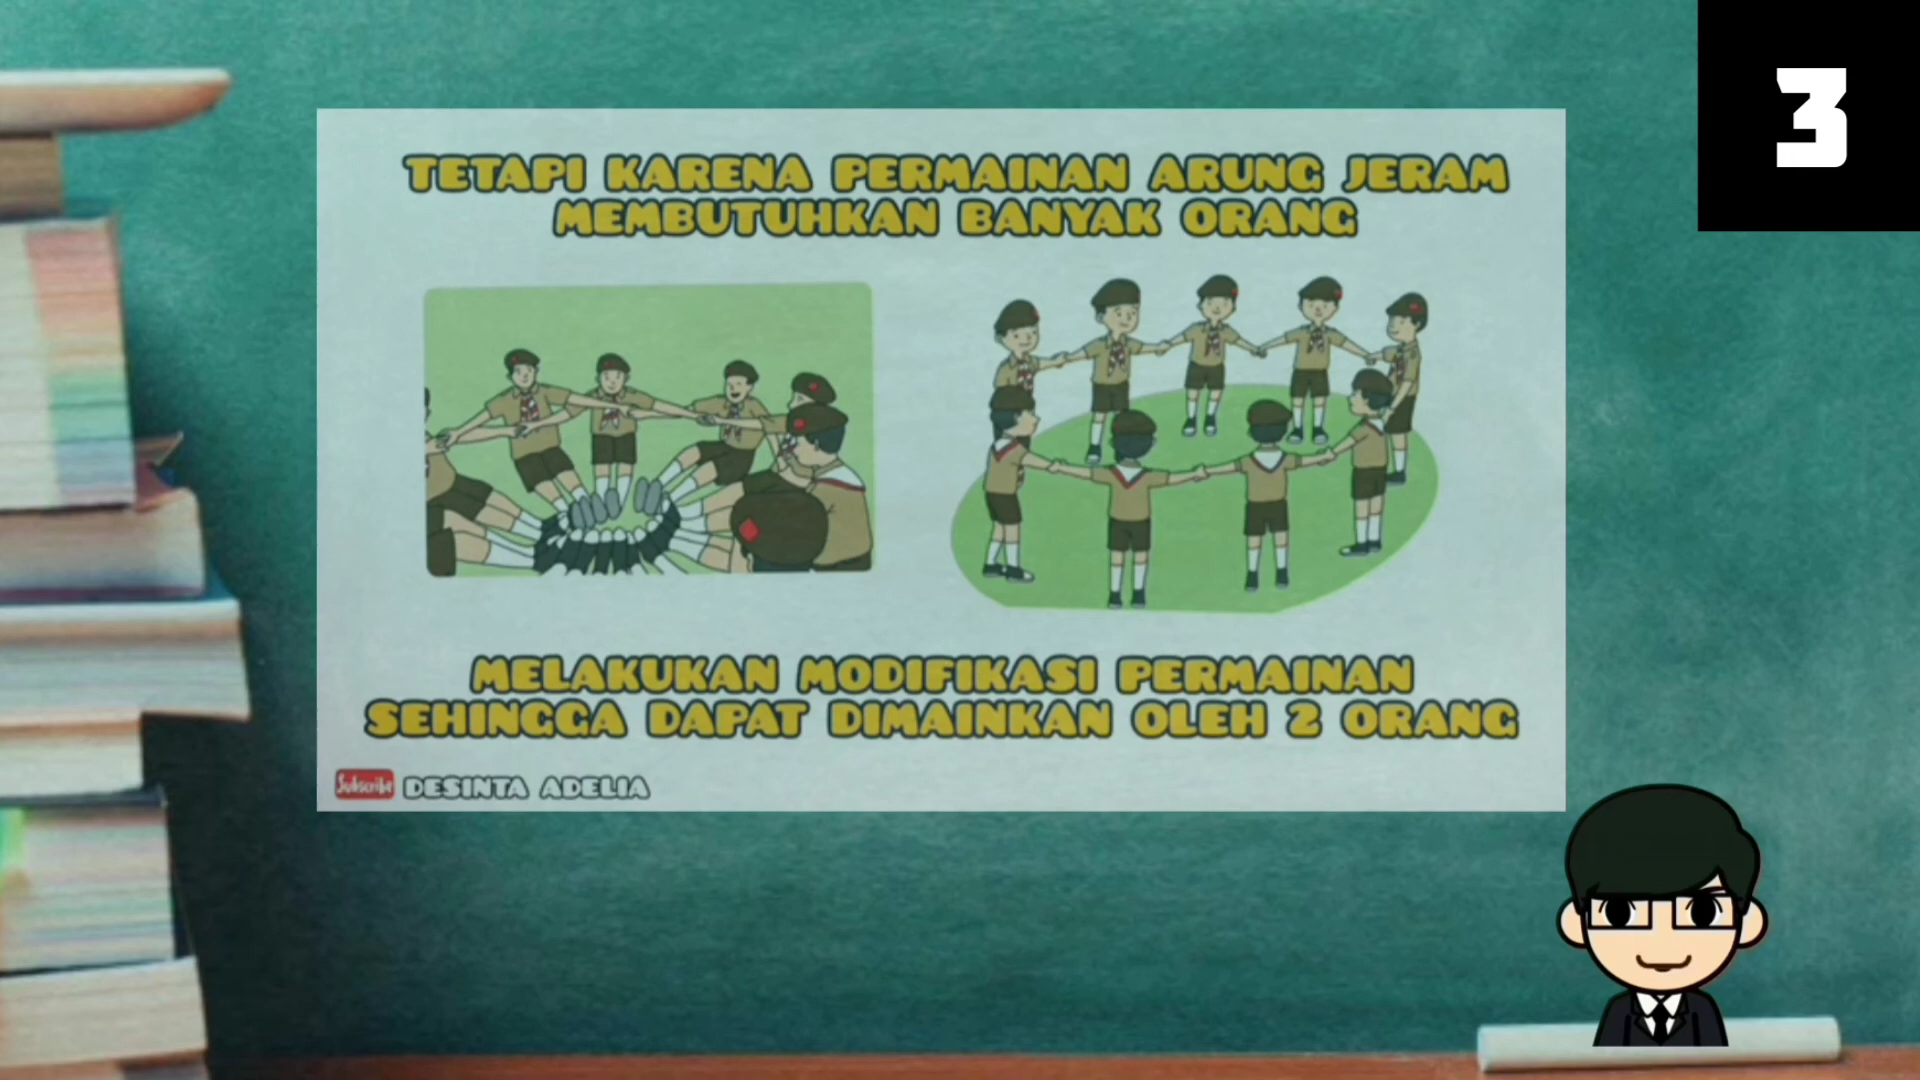 3
TETAPI KARENA PERMAINAN ARUNG JERAM
MEMBUTUHKAN BANYAK ORANG
MELAKUKAN MODIFIKASI PERMAINAN
SEHINGGA DAPAT DIMAINKAN OLEH 2 ORANG
Subscribe DESINTA ADELIA